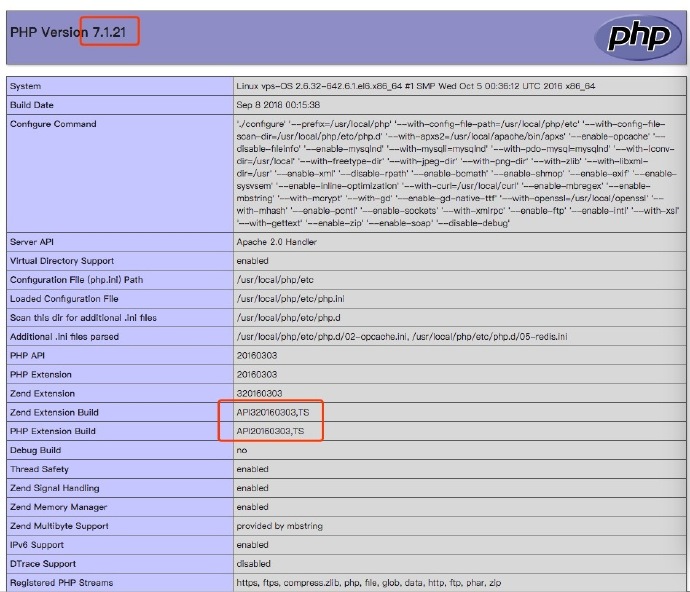 PHP Version 7.1.21
php
System Linux vps-OS 2.6.32-642.6.1.el6.x86_64 #1 SMP Wed Oct 5 00:36:12 UTC 2016 x86_64
Build Date Sep 8 2018 00:15:38
Configure Command './configure' '--prefix=/usr/local/php' '--with-config-file-path=/usr/local/php/etc' '--with-config-file-
scan-dir=/usr/local/php/etc/php.d' '--with-apxs2=/usr/local/apache/bin/apxs' '--enable-opcache' '--
disable-fileinfo' '--enable-mysqlnd' '--with-mysqli=mysqlnd' '--with-pdo-mysql=mysqlnd' '--with-iconv-
dir=/usr/local' '--with-freetype-dir' '--with-jpeg-dir' '--with-png-dir' '--with-zlib' '--with-libxml-
dir=/usr' '--enable-xml' '--disable-rpath' '--enable-bcmath' '--enable-shmop' '--enable-exif' '--enable-
sysvsem' '--enable-inline-optimization' '--with-curl=/usr/local/curl' '--enable-mbregex' '--enable-
mbstring' '--with-mcrypt' '--with-gd' '--enable-gd-native-ttf' '--with-openssl=/usr/local/openssl' '--
with-mhash' '--enable-pcntl' '--enable-sockets' '--with-xmlrpc' '--enable-ftp' '--enable-intl' '--with-xsl'
'--with-gettext' '--enable-zip' '--enable-soap' '--disable-debug'
Server API Apache 2.0 Handler
Virtual Directory Support enabled
Configuration File (php.ini) Path /usr/local/php/etc
Loaded Configuration File /usr/local/php/etc/php.ini
Scan this dir for additional .ini files /usr/local/php/etc/php.d
Additional .ini files parsed /usr/local/php/etc/php.d/02-opcache.ini, /usr/local/php/etc/php.d/05-redis.ini
PHP API 20160303
PHP Extension 20160303
Zend Extension 320160303
Zend Extension Build API320160303,TS
PHP Extension Build API20160303,TS
Debug Build no
Thread Safety enabled
Zend Signal Handling enabled
Zend Memory Manager enabled
Zend Multibyte Support provided by mbstring
IPv6 Support enabled
DTrace Support disabled
Registered PHP Streams https, ftps, compress.zlib, php, file, glob, data, http, ftp, phar, zip